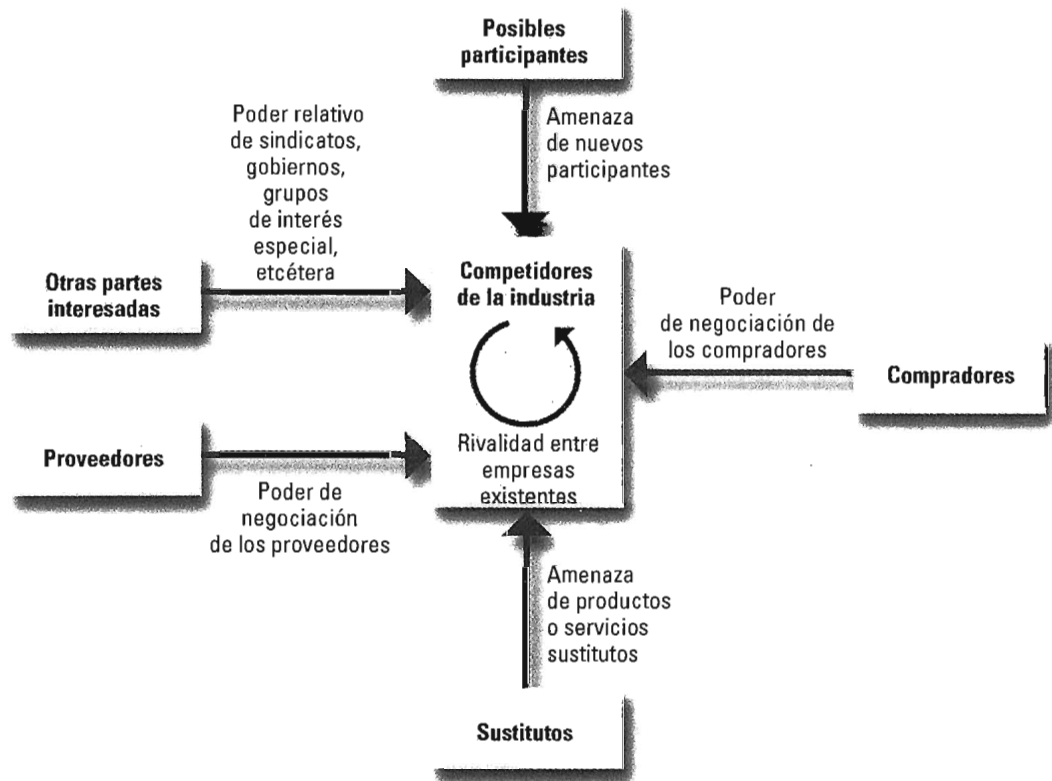 Posibles
participantes
Amenaza
de nuevos
participantes
Poder relativo
de sindicatos,
gobiernos,
grupos
de interés
especial,
etcétera
Otras partes
interesadas
Competidores
de la industria
Rivalidad entre
empresas
existentes
Poder
de negociación de
los compradores
Compradores
Proveedores
Poder de
negociación
de los proveedores
Amenaza
de productos
o servicios
sustitutos
Sustitutos